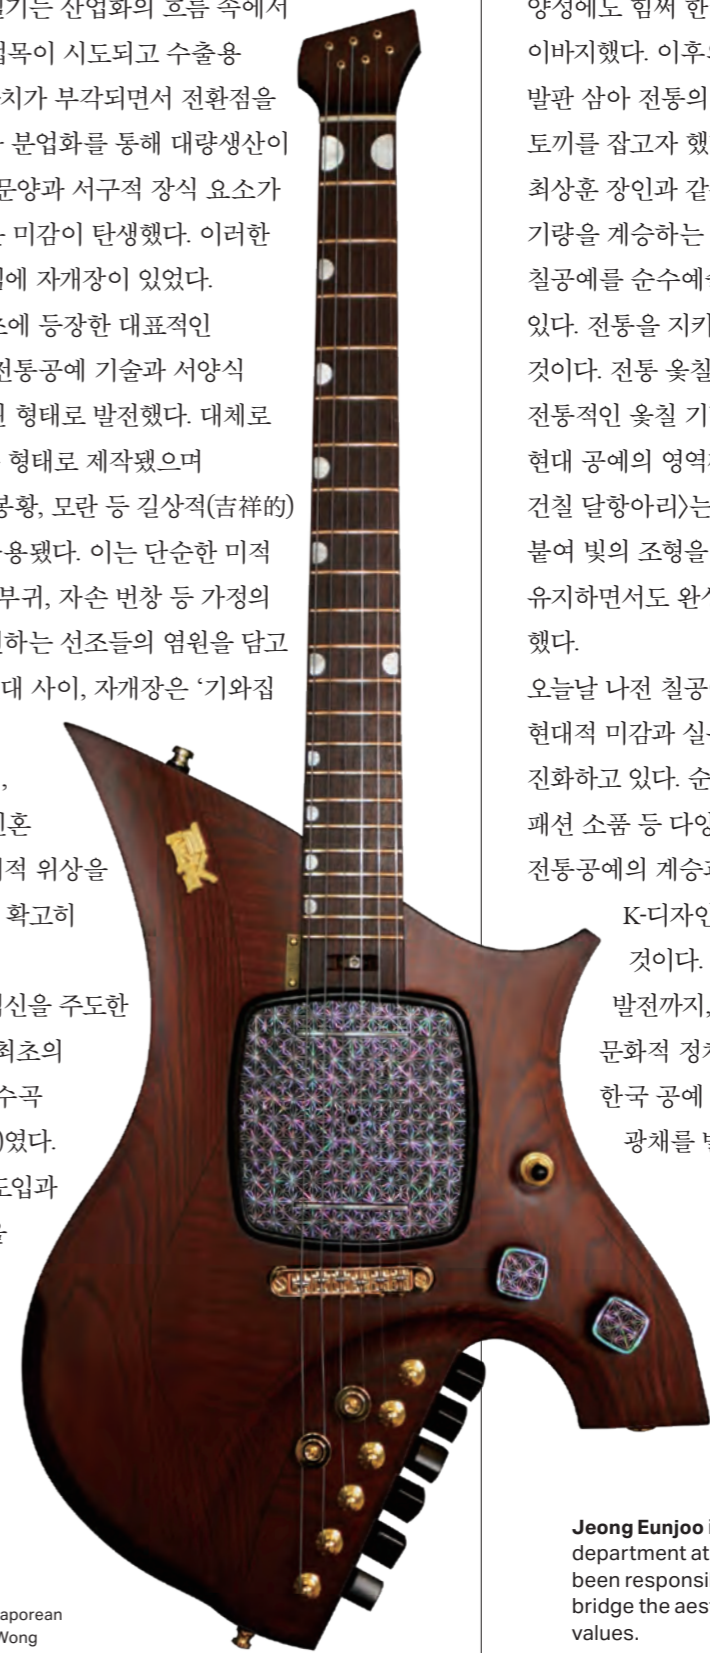 기는 산업화의 흐름 속에서
접목이 시도되고 수출용
치가 부각되면서 전환점을
분업화를 통해 대량생산이
문양과 서구적 장식 요소가
미감이 탄생했다. 이러한
에 자개장이 있었다.
에 등장한 대표적인
전통공예 기술과 서양식
형태로 발전했다. 대체로
형태로 제작됐으며
봉황, 모란 등 길상적(吉祥的)
용됐다. 이는 단순한 미적
부귀, 자손 번창 등 가정의
하는 선조들의 염원을 담고
대 사이, 자개장은 ‘기와집
,
혼
적 위상을
확고히
신을 주도한
최초의
수곡
)였다.
도입과
aporean
Wong
양성에도 힘써 한
이바지했다. 이후
발판 삼아 전통의
토끼를 잡고자 했
최상훈 장인과 같
기량을 계승하는
칠공예를 순수예
있다. 전통을 지키
것이다. 전통 옻칠
전통적인 옻칠 기
현대 공예의 영역
건칠 달항아리〉는
붙여 빛의 조형을
유지하면서도 완
했다.
오늘날 나전 칠공
현대적 미감과 실
진화하고 있다. 순
패션 소품 등 다양
전통공예의 계승
K-디자인
것이다.
발전까지,
문화적 정
한국 공예
광채를
Jeong Eunjoo i
department at
been responsi
bridge the aes
values.